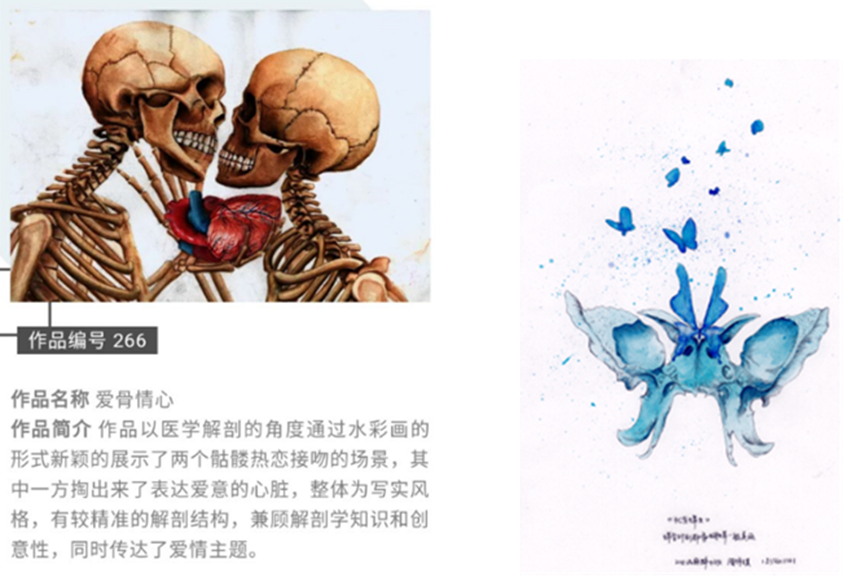 作品编号 266
作品名称 爱骨情心
作品简介 作品以医学解剖的角度通过水彩画的
形式新颖的展示了两个骷髅热恋接吻的场景，其
中一方掏出来了表达爱意的心脏，整体为写实风
格，有较精准的解剖结构，兼顾解剖学知识和创
意性，同时传达了爱情主题。